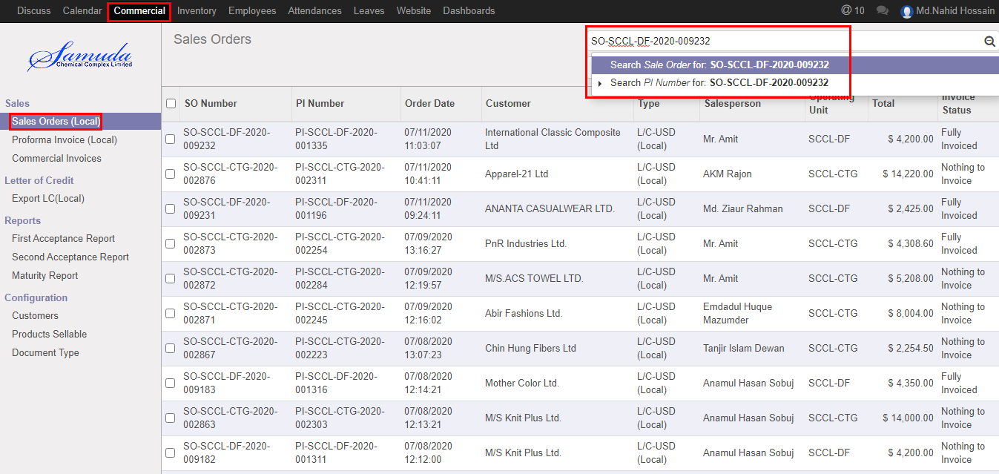 Discuss Calendar Commercial Inventory Employees Attendances Leaves Website Dashboards @ 10 Md.Nahid Hossain
Samuda
Chemical Complex Limited
Sales Orders
SO-SCCL-DF-2020-009232
Search Sale Order for: SO-SCCL-DF-2020-009232
Search PI Number for: SO-SCCL-DF-2020-009232
Sales
Sales Orders (Local)
Proforma Invoice (Local)
Commercial Invoices
Letter of Credit
Export LC(Local)
Reports
First Acceptance Report
Second Acceptance Report
Maturity Report
Configuration
Customers
Products Sellable
Document Type
SO Number PI Number Order Date Customer Type Salesperson Operating Unit Total Invoice Status
SO-SCCL-DF-2020- PI-SCCL-DF-2020- 07/11/2020 International Classic Composite L/C-USD Mr. Amit SCCL-DF $ 4,200.00 Fully
009232 001335 11:03:07 Ltd (Local) Invoiced
SO-SCCL-CTG-2020- PI-SCCL-CTG-2020- 07/11/2020 Apparel-21 Ltd L/C-USD AKM Rajon SCCL-CTG $ 14,220.00 Nothing to
002876 002311 10:41:11 (Local) Invoice
SO-SCCL-DF-2020- PI-SCCL-DF-2020- 07/11/2020 ANANTA CASUALWEAR LTD. L/C-USD Md. Ziaur Rahman SCCL-DF $ 2,425.00 Fully
009231 001196 09:24:11 (Local) Invoiced
SO-SCCL-CTG-2020- PI-SCCL-CTG-2020- 07/09/2020 PnR Industries Ltd. L/C-USD Mr. Amit SCCL-CTG $ 4,308.60 Fully
002873 002254 13:16:27 (Local) Invoiced
SO-SCCL-CTG-2020- PI-SCCL-CTG-2020- 07/09/2020 M/S.ACS TOWEL LTD. L/C-USD Mr. Amit SCCL-CTG $ 5,208.00 Nothing to
002872 002284 12:19:57 (Local) Invoice
SO-SCCL-CTG-2020- PI-SCCL-CTG-2020- 07/09/2020 Abir Fashions Ltd. L/C-USD Emdadul Huque SCCL-CTG $ 8,004.00 Nothing to
002871 002245 12:16:02 (Local) Mazumder Invoice
SO-SCCL-CTG-2020- PI-SCCL-CTG-2020- 07/08/2020 Chin Hung Fibers Ltd L/C-USD Tanjir Islam Dewan SCCL-CTG $ 2,254.50 Nothing to
002867 002223 13:07:23 (Local) Invoice
SO-SCCL-DF-2020- PI-SCCL-DF-2020- 07/08/2020 Mother Color Ltd. L/C-USD Anamul Hasan Sobuj SCCL-DF $ 4,350.00 Fully
009183 001316 12:14:21 (Local) Invoiced
SO-SCCL-CTG-2020- PI-SCCL-CTG-2020- 07/08/2020 M/S Knit Plus Ltd. L/C-USD Anamul Hasan Sobuj SCCL-CTG $ 14,000.00 Nothing to
002863 002303 12:13:21 (Local) Invoice
SO-SCCL-DF-2020- PI-SCCL-DF-2020- 07/08/2020 M/S Knit Plus Ltd. L/C-USD Anamul Hasan Sobuj SCCL-DF $ 4,200.00 Nothing to
009182 001311 12:12:00 (Local) Invoice